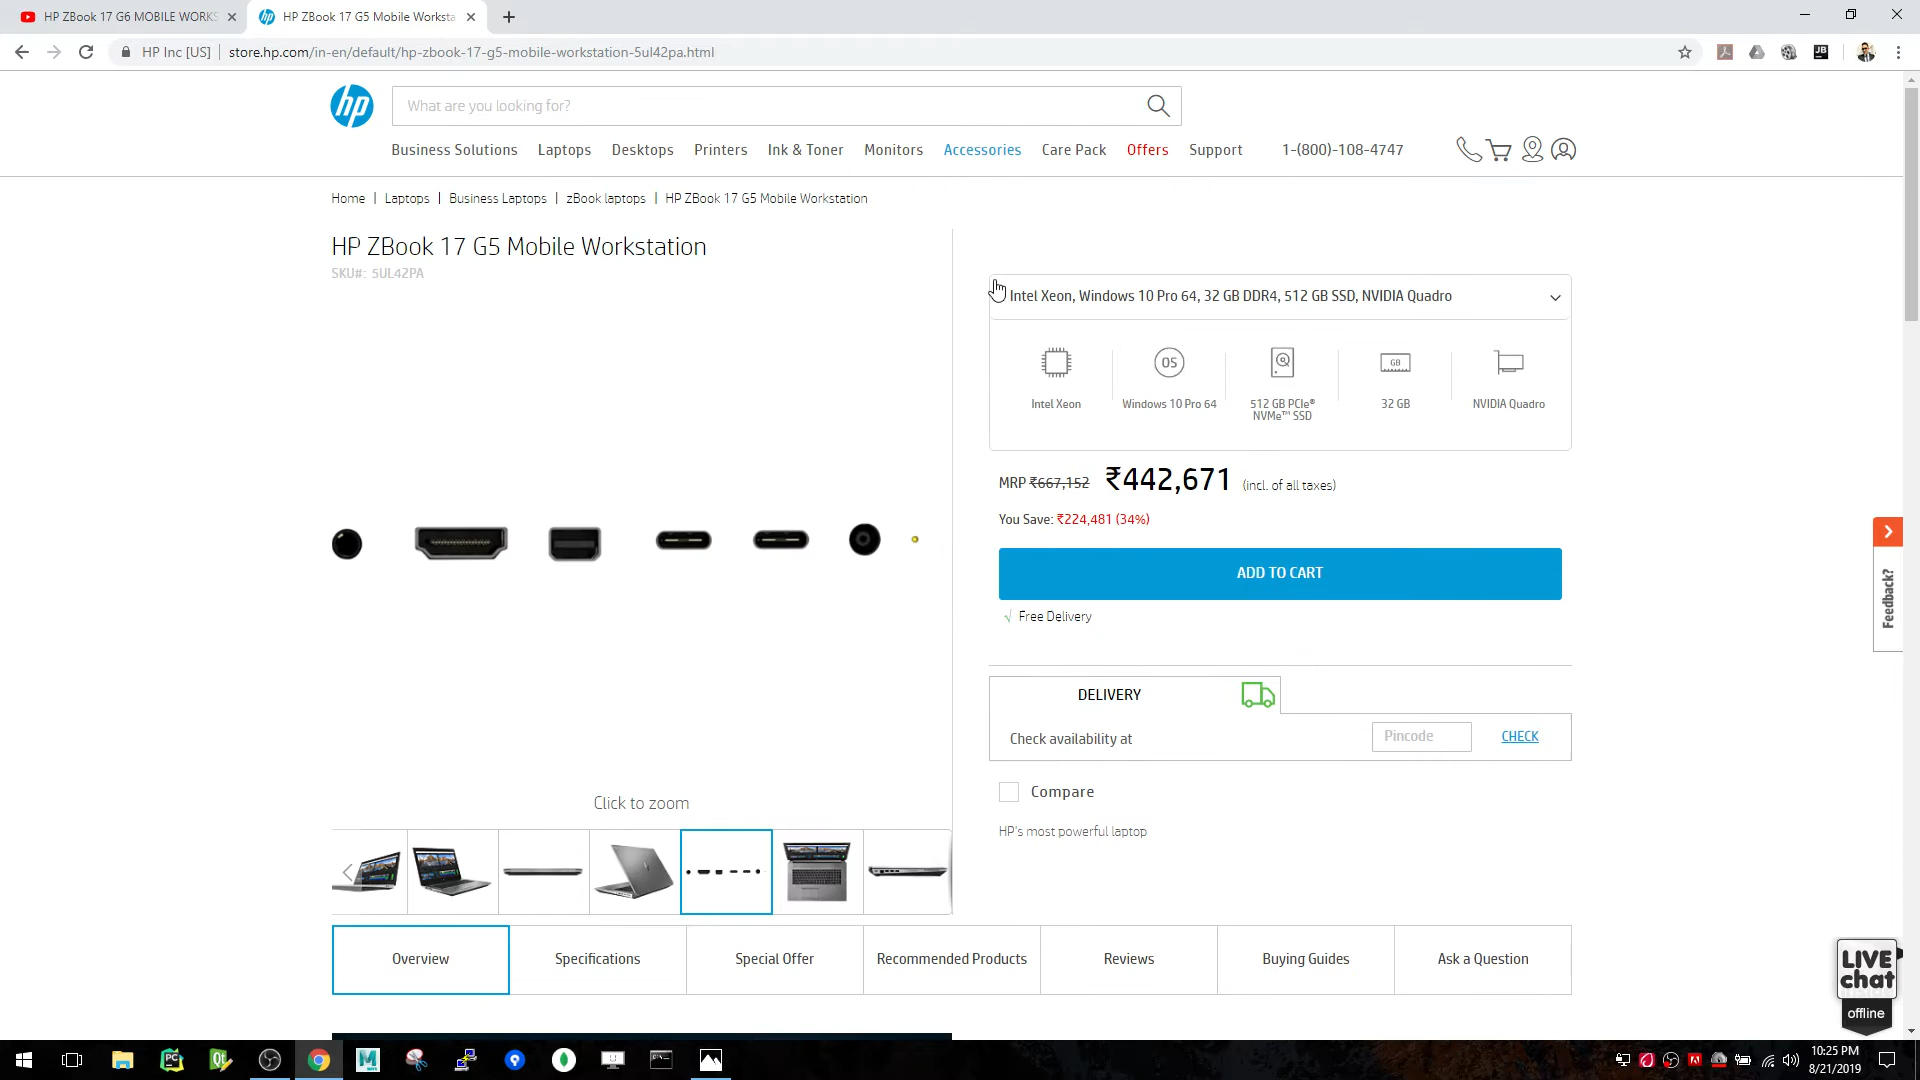 HP ZBook 17 G6 MOBILE WORKS
HP ZBook 17 G5 Mobile Worksta
HP Inc [US]
store.hp.com/in-en/default/hp-zbook-17-g5-mobile-workstation-5ul42pa.html
JB
hp
What are you looking for?
Business Solutions
Laptops
Desktops
Printers
Ink & Toner
Monitors
Accessories
Care Pack
Offers
Support
1-(800)-108-4747
Home | Laptops | Business Laptops | zBook laptops | HP ZBook 17 G5 Mobile Workstation
HP ZBook 17 G5 Mobile Workstation
SKU#: 5UL42PA
Intel Xeon, Windows 10 Pro 64, 32 GB DDR4, 512 GB SSD, NVIDIA Quadro
OS
GB
Intel Xeon
Windows 10 Pro 64
512 GB PCIe®
NVMe™ SSD
32 GB
NVIDIA Quadro
MRP ₹667,152 ₹442,671 (incl. of all taxes)
You Save: ₹224,481 (34%)
ADD TO CART
√ Free Delivery
Feedback?
DELIVERY
Check availability at
Pincode
CHECK
Compare
HP's most powerful laptop
Click to zoom
Overview
Specifications
Special Offer
Recommended Products
Reviews
Buying Guides
Ask a Question
LIVE
chat
offline
PC
Qt
M
10:25 PM
8/21/2019